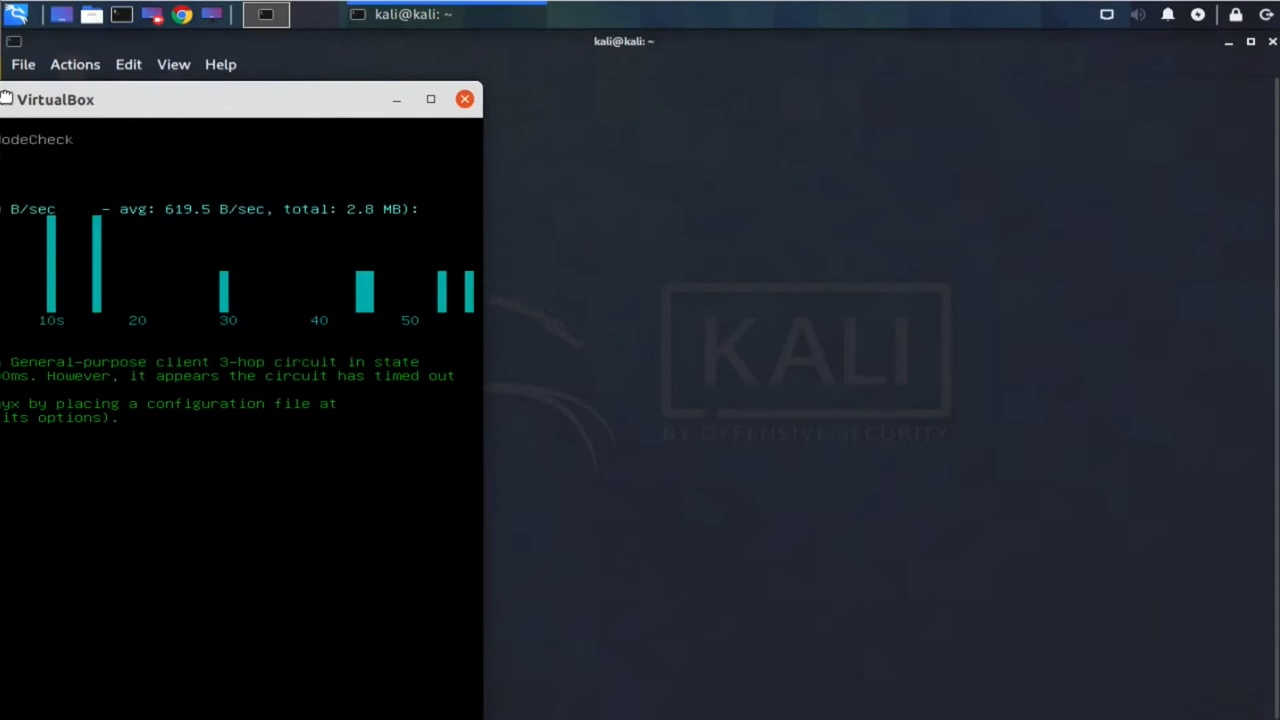 kali@kali: ~
kali@kali: ~
File Actions Edit View Help
VirtualBox
odeCheck
B/sec - avg: 619.5 B/sec, total: 2.8 MB):
10s 20 30 40 50
General-purpose client 3-hop circuit in state
0ms. However, it appears the circuit has timed out
yx by placing a configuration file at
its options).
KALI
BY OFFENSIVE SECURITY